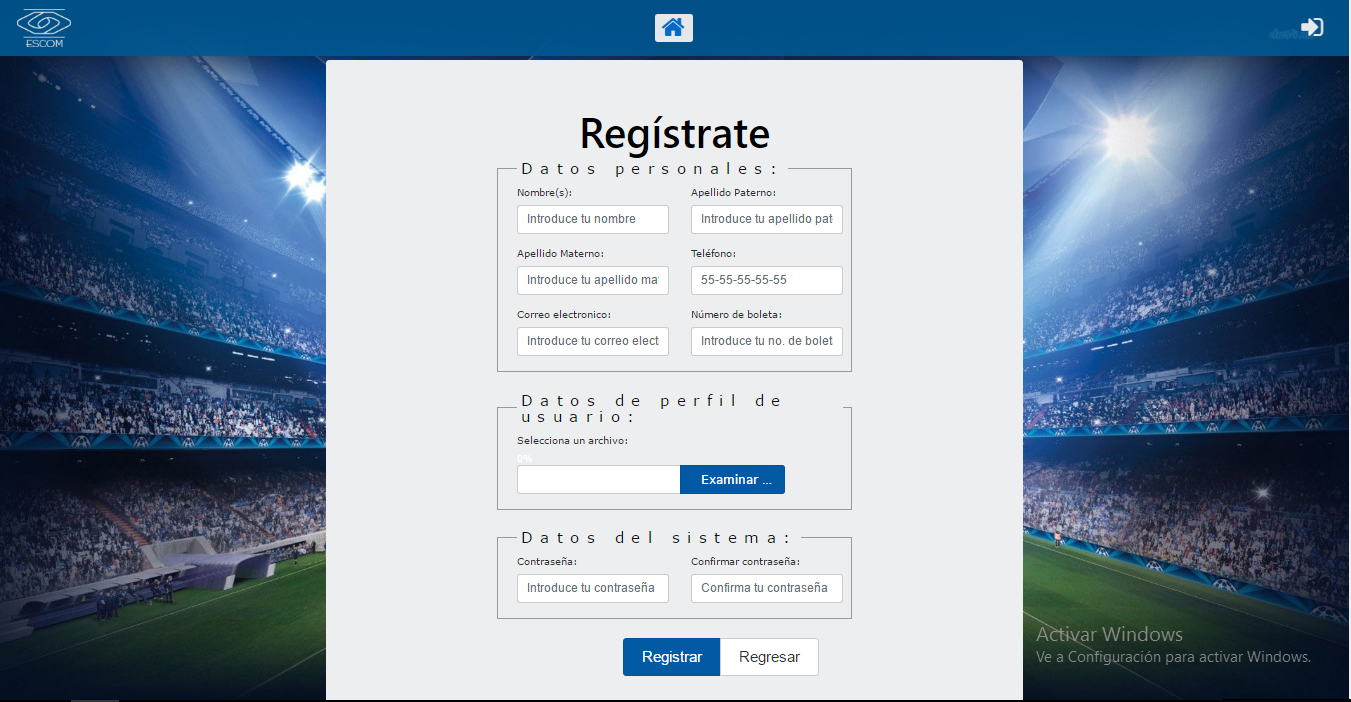 ESCOM
Regístrate
Datos personales:
Nombre(s):
Apellido Paterno:
Introduce tu nombre
Introduce tu apellido pat
Apellido Materno:
Teléfono:
Introduce tu apellido ma
55-55-55-55-55
Correo electronico:
Número de boleta:
Introduce tu correo elect
Introduce tu no. de bolet
Datos de perfil de
usuario:
Selecciona un archivo:
0%
Examinar ...
Datos del sistema:
Contraseña:
Confirmar contraseña:
Introduce tu contraseña
Confirma tu contraseña
Registrar
Regresar
Activar Windows
Ve a Configuración para activar Windows.